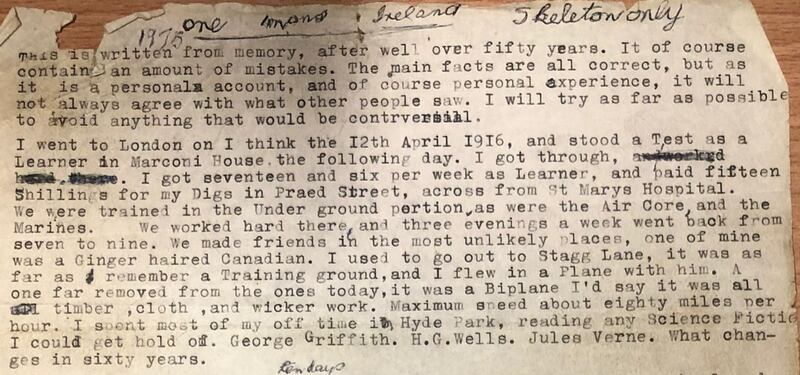 1975 one mans Ireland Skeleton only
This is written from memory, after well over fifty years. It of course
contain an amount of mistakes. The main facts are all correct, but as
it is a personala account, and of course personal experience, it will
not always agree with what other people saw. I will try as far as possible
to avoid anything that would be contrversial.
I went to London on I think the I2th April I9I6, and stood a Test as a
Learner in Marconi House.the following day. I got through, andworked
hard there. I got seventeen and six per week as Learner, and paid fifteen
Shillings for my Digs in Praed Street, across from St Marys Hospital.
We were trained in the Under ground portion,as were the Air Core,and the
Marines. We worked hard there,and three evenings a week went back from
seven to nine. We made friends in the most unlikely places, one of mine
was a Ginger haired Canadian. I used to go out to Stagg Lane, it was as
far as I remember a Training ground,and I flew in a Plane with him. A
one far removed from the ones today,it was a Biplane I'd say it was all
timber ,cloth ,and wicker work. Maximum speed about eighty miles per
hour. I spent most of my off time in Hyde Park, reading any Science Fictio
I could get hold of. George Griffith. H.G.Wells. Jules Verne. What chan-
ges in sixty years.
ten days